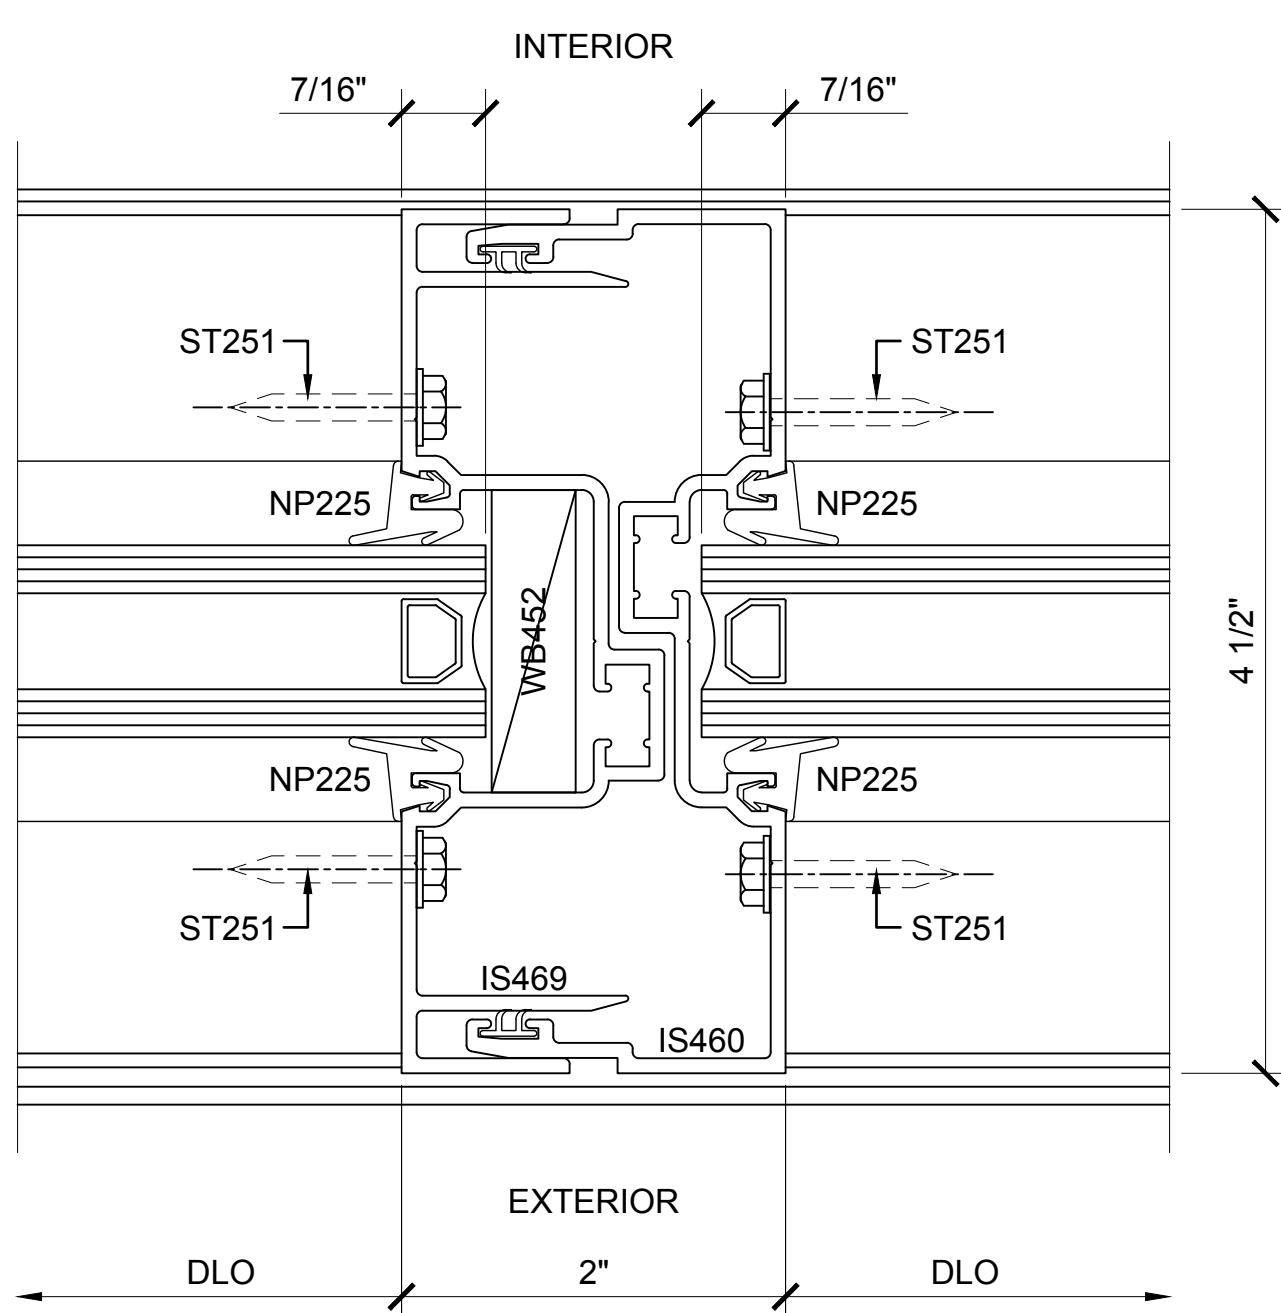 INTERIOR
7/16" 7/16"
ST251 ST251
NP225 NP225
WB452
4 1/2"
NP225 NP225
ST251 ST251
IS469
IS460
EXTERIOR
DLO 2" DLO